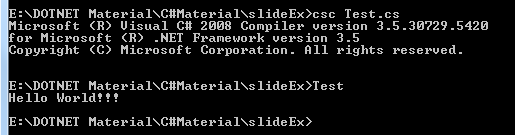 E:\DOTNET Material\C#Material\slideEx>csc Test.cs
Microsoft (R) Visual C# 2008 Compiler version 3.5.30729.5420
for Microsoft (R) .NET Framework version 3.5
Copyright (C) Microsoft Corporation. All rights reserved.
E:\DOTNET Material\C#Material\slideEx>Test
Hello World!!!
E:\DOTNET Material\C#Material\slideEx>